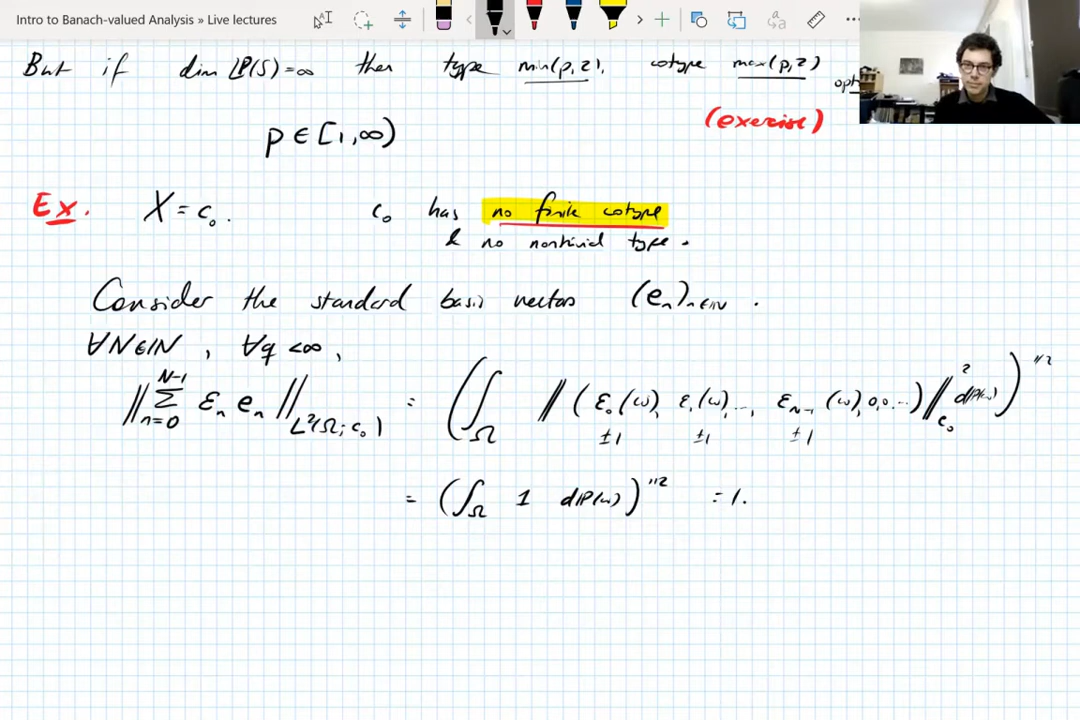 Intro to Banach-valued Analysis » Live lectures
But if dim L^p(S) = ∞ then type min(p,2), cotype max(p,2)
opt
(exercise)
p ∈ [1,∞)
Ex. X = c₀. c₀ has no finite cotype
& no nontrivial type.
Consider the standard basis vectors (e_n)_{n∈ℕ}.
∀N∈ℕ, ∀q <∞,
‖∑_{n=0}^{N-1} ε_n e_n‖_{L²(Ω;c₀)} = (∫_Ω ‖(ε₀(ω), ε₁(ω),..., ε_{N-1}(ω),0,0,...)‖²_{c₀} dℙ(ω))^{1/2}
±1 ±1 ±1
= (∫_Ω 1 dℙ(ω))^{1/2} = 1.